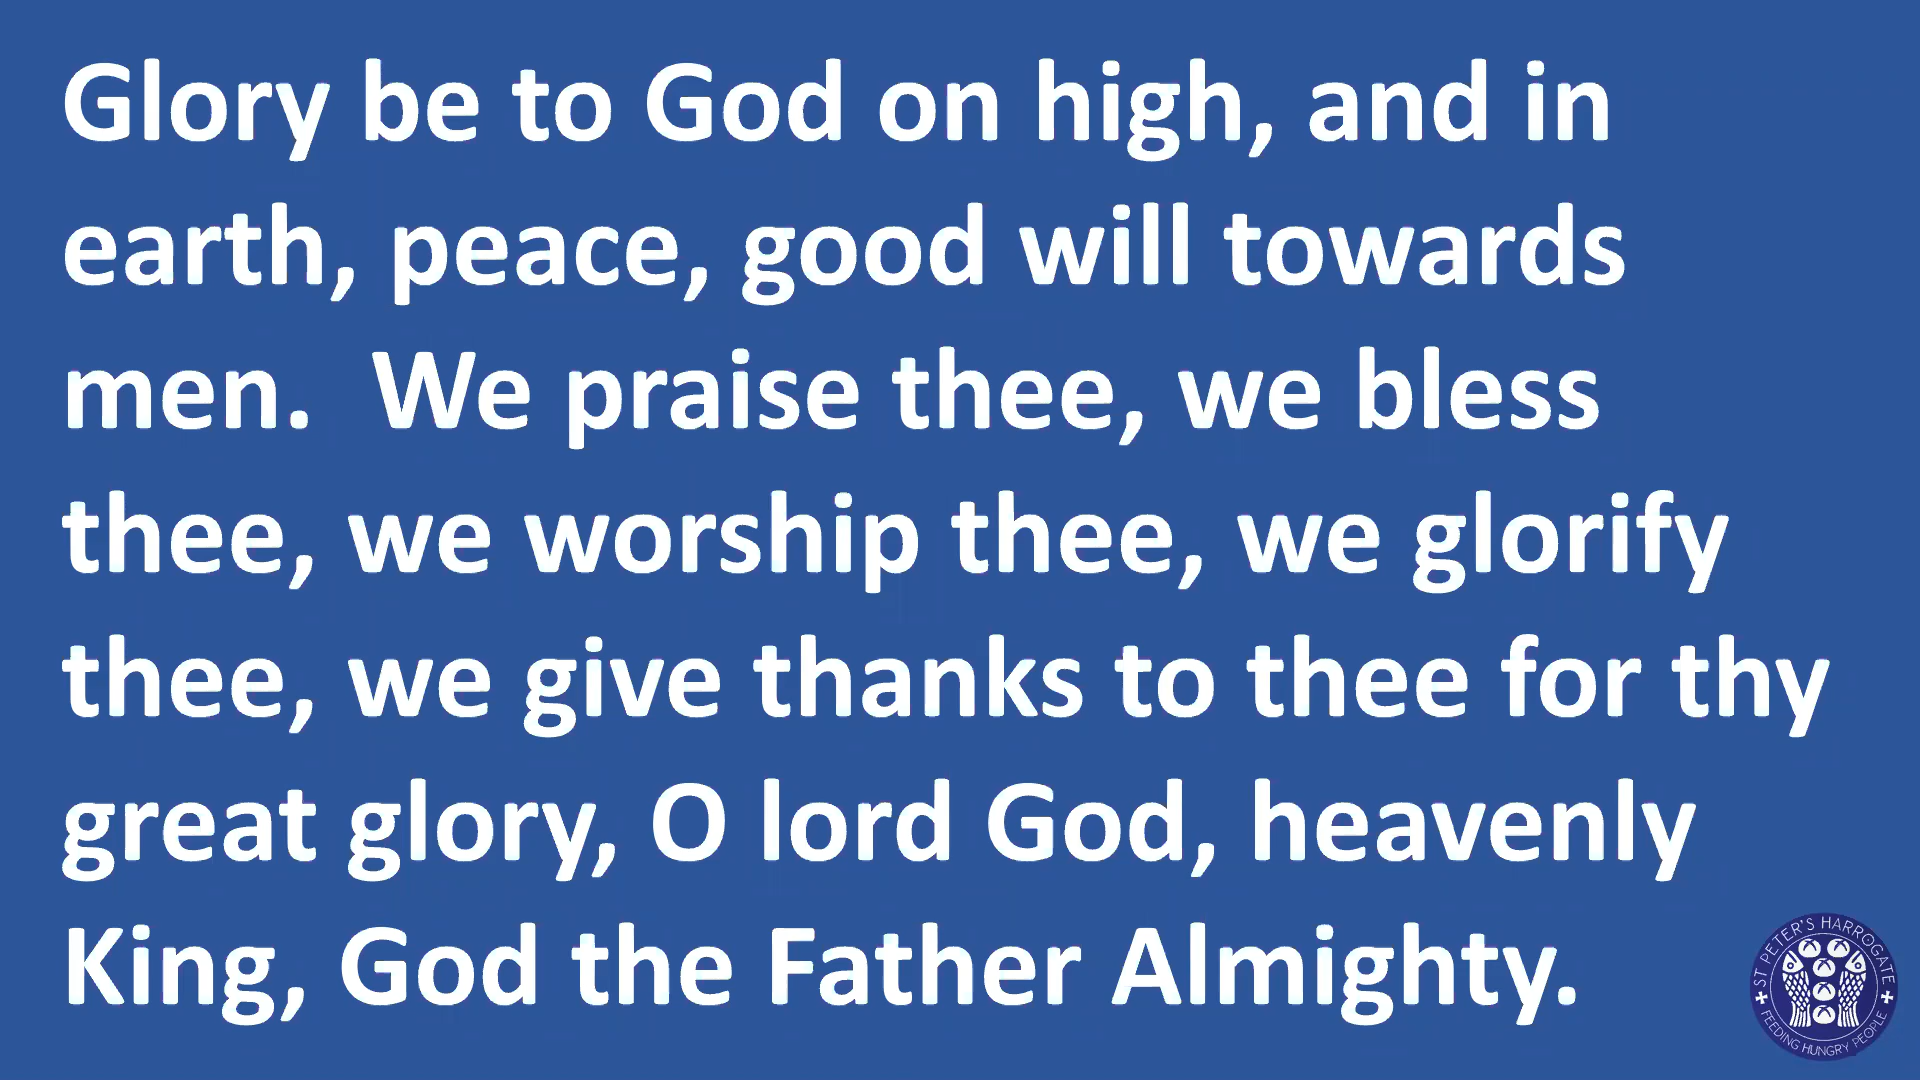 Glory be to God on high, and in
earth, peace, good will towards
men.  We praise thee, we bless
thee, we worship thee, we glorify
thee, we give thanks to thee for thy
great glory, O lord God, heavenly
King, God the Father Almighty.
ST PETER'S HARROGATE
FEEDING HUNGRY PEOPLE